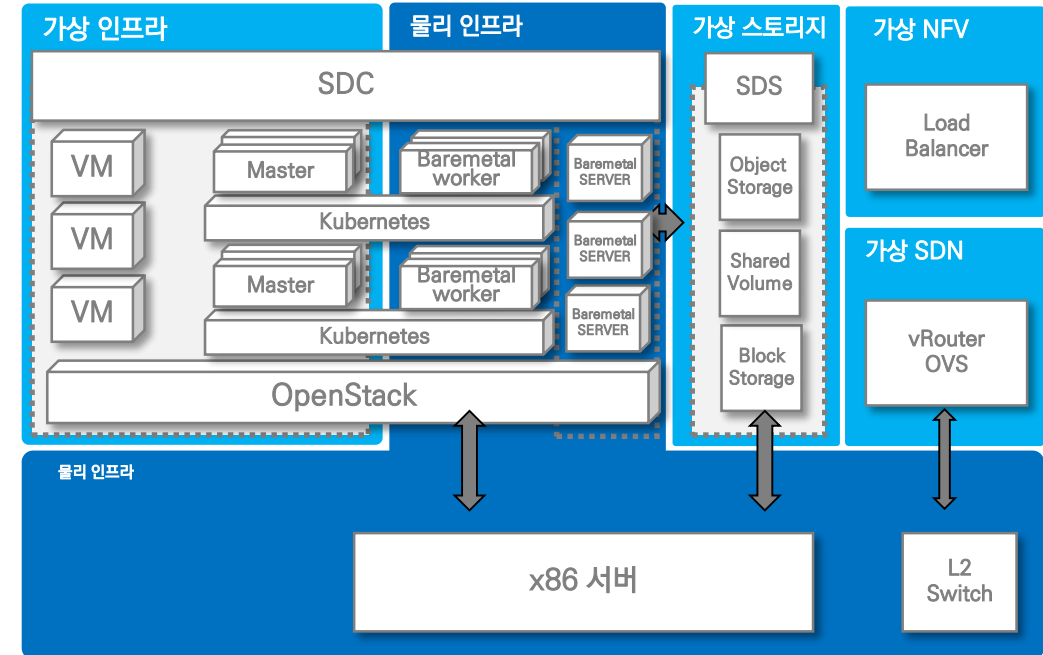 가상 인프라
물리 인프라
가상 스토리지
가상 NFV
SDC
SDS
Load
Balancer
VM
Master
Baremetal
worker
Baremetal
SERVER
Object
Storage
Kubernetes
VM
Baremetal
SERVER
가상 SDN
Master
Baremetal
worker
Shared
Volume
VM
Baremetal
SERVER
Kubernetes
vRouter
OVS
Block
Storage
OpenStack
물리 인프라
x86 서버
L2
Switch